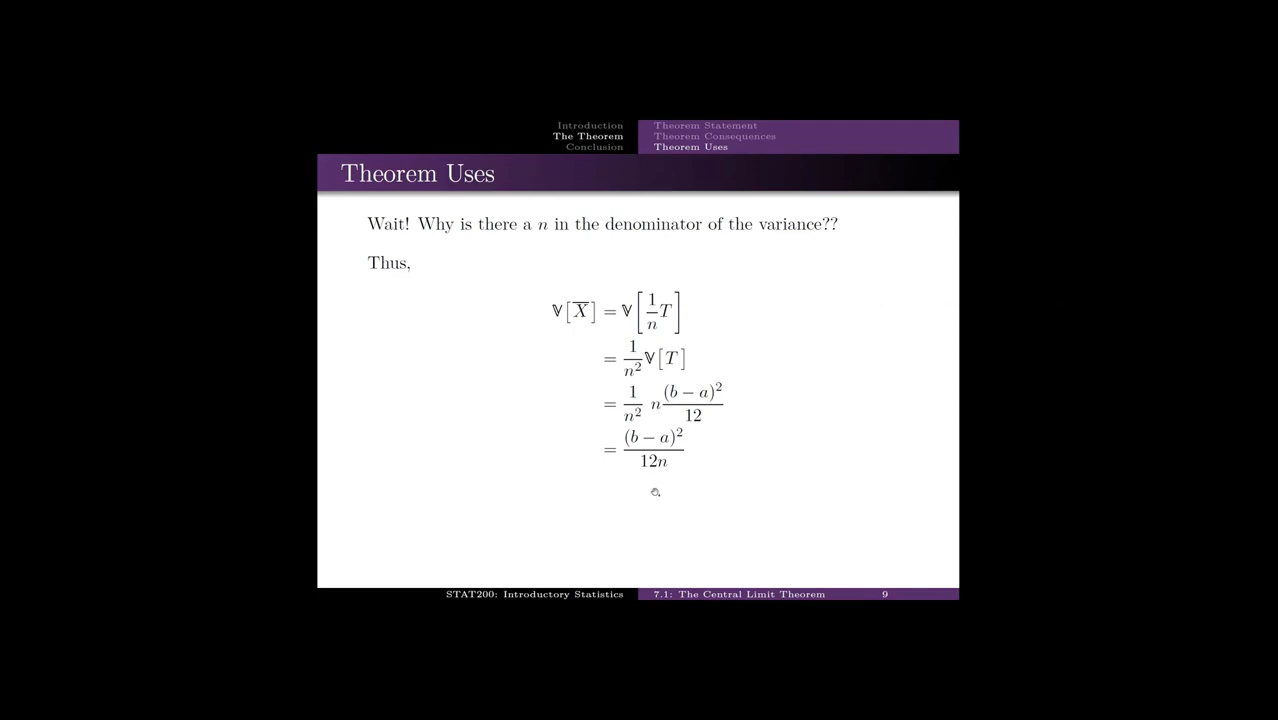 Introduction
The Theorem
Conclusion
Theorem Statement
Theorem Consequences
Theorem Uses
Theorem Uses
Wait! Why is there a n in the denominator of the variance??
Thus,
𝕍[X̅] = 𝕍[1/n T]
= 1/n² 𝕍[T]
= 1/n² n (b − a)²/12
= (b − a)²/12n
STAT200: Introductory Statistics
7.1: The Central Limit Theorem 9